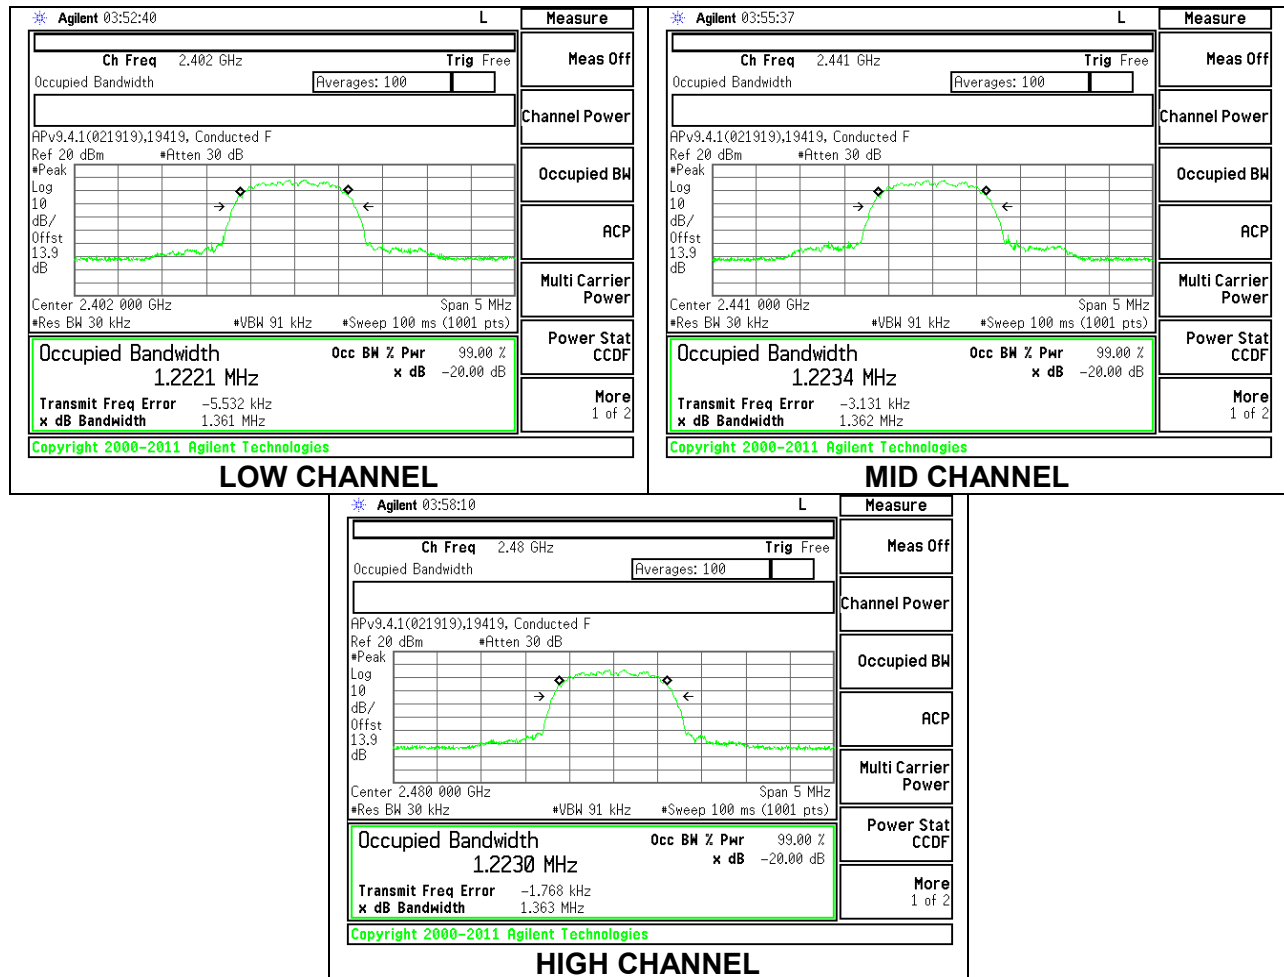 Agilent 03:52:40 L Measure
Ch Freq 2.402 GHz Trig Free
Meas Off
Occupied Bandwidth Averages: 100
Channel Power
APv9.4.1(021919),19419, Conducted F
Ref 20 dBm #Atten 30 dB
#Peak
Log
10
dB/
Offst
13.9
dB
Occupied BW
ACP
Multi Carrier
Power
Center 2.402 000 GHz Span 5 MHz
#Res BW 30 kHz #VBW 91 kHz #Sweep 100 ms (1001 pts)
Power Stat
CCDF
Occupied Bandwidth Occ BW % Pwr 99.00 %
1.2221 MHz x dB -20.00 dB
Transmit Freq Error -5.532 kHz
x dB Bandwidth 1.361 MHz
More
1 of 2
Copyright 2000-2011 Agilent Technologies
LOW CHANNEL
Agilent 03:55:37 L Measure
Ch Freq 2.441 GHz Trig Free
Meas Off
Occupied Bandwidth Averages: 100
Channel Power
APv9.4.1(021919),19419, Conducted F
Ref 20 dBm #Atten 30 dB
#Peak
Log
10
dB/
Offst
13.9
dB
Occupied BW
ACP
Multi Carrier
Power
Center 2.441 000 GHz Span 5 MHz
#Res BW 30 kHz #VBW 91 kHz #Sweep 100 ms (1001 pts)
Power Stat
CCDF
Occupied Bandwidth Occ BW % Pwr 99.00 %
1.2234 MHz x dB -20.00 dB
Transmit Freq Error -3.131 kHz
x dB Bandwidth 1.362 MHz
More
1 of 2
Copyright 2000-2011 Agilent Technologies
MID CHANNEL
Agilent 03:58:10 L Measure
Ch Freq 2.48 GHz Trig Free
Meas Off
Occupied Bandwidth Averages: 100
Channel Power
APv9.4.1(021919),19419, Conducted F
Ref 20 dBm #Atten 30 dB
#Peak
Log
10
dB/
Offst
13.9
dB
Occupied BW
ACP
Multi Carrier
Power
Center 2.480 000 GHz Span 5 MHz
#Res BW 30 kHz #VBW 91 kHz #Sweep 100 ms (1001 pts)
Power Stat
CCDF
Occupied Bandwidth Occ BW % Pwr 99.00 %
1.2230 MHz x dB -20.00 dB
Transmit Freq Error -1.768 kHz
x dB Bandwidth 1.363 MHz
More
1 of 2
Copyright 2000-2011 Agilent Technologies
HIGH CHANNEL